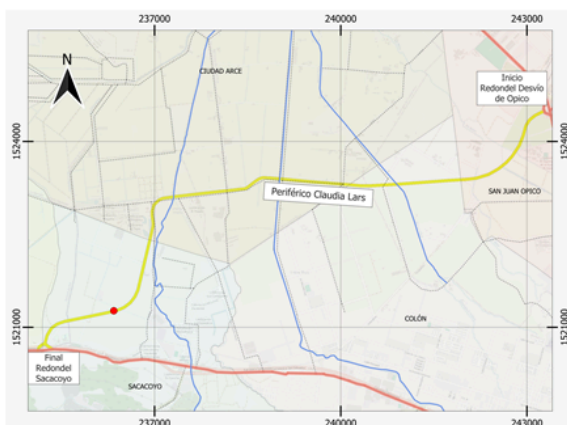 237000
240000
243000
N
CIUDAD ARCE
Inicio
Redondel Desvío
de Opico
1524000
1524000
Periférico Claudia Lars
SAN JUAN OPICO
1521000
1521000
COLÓN
Final
Redondel
Sacacoyo
SACACOYO
237000
240000
243000